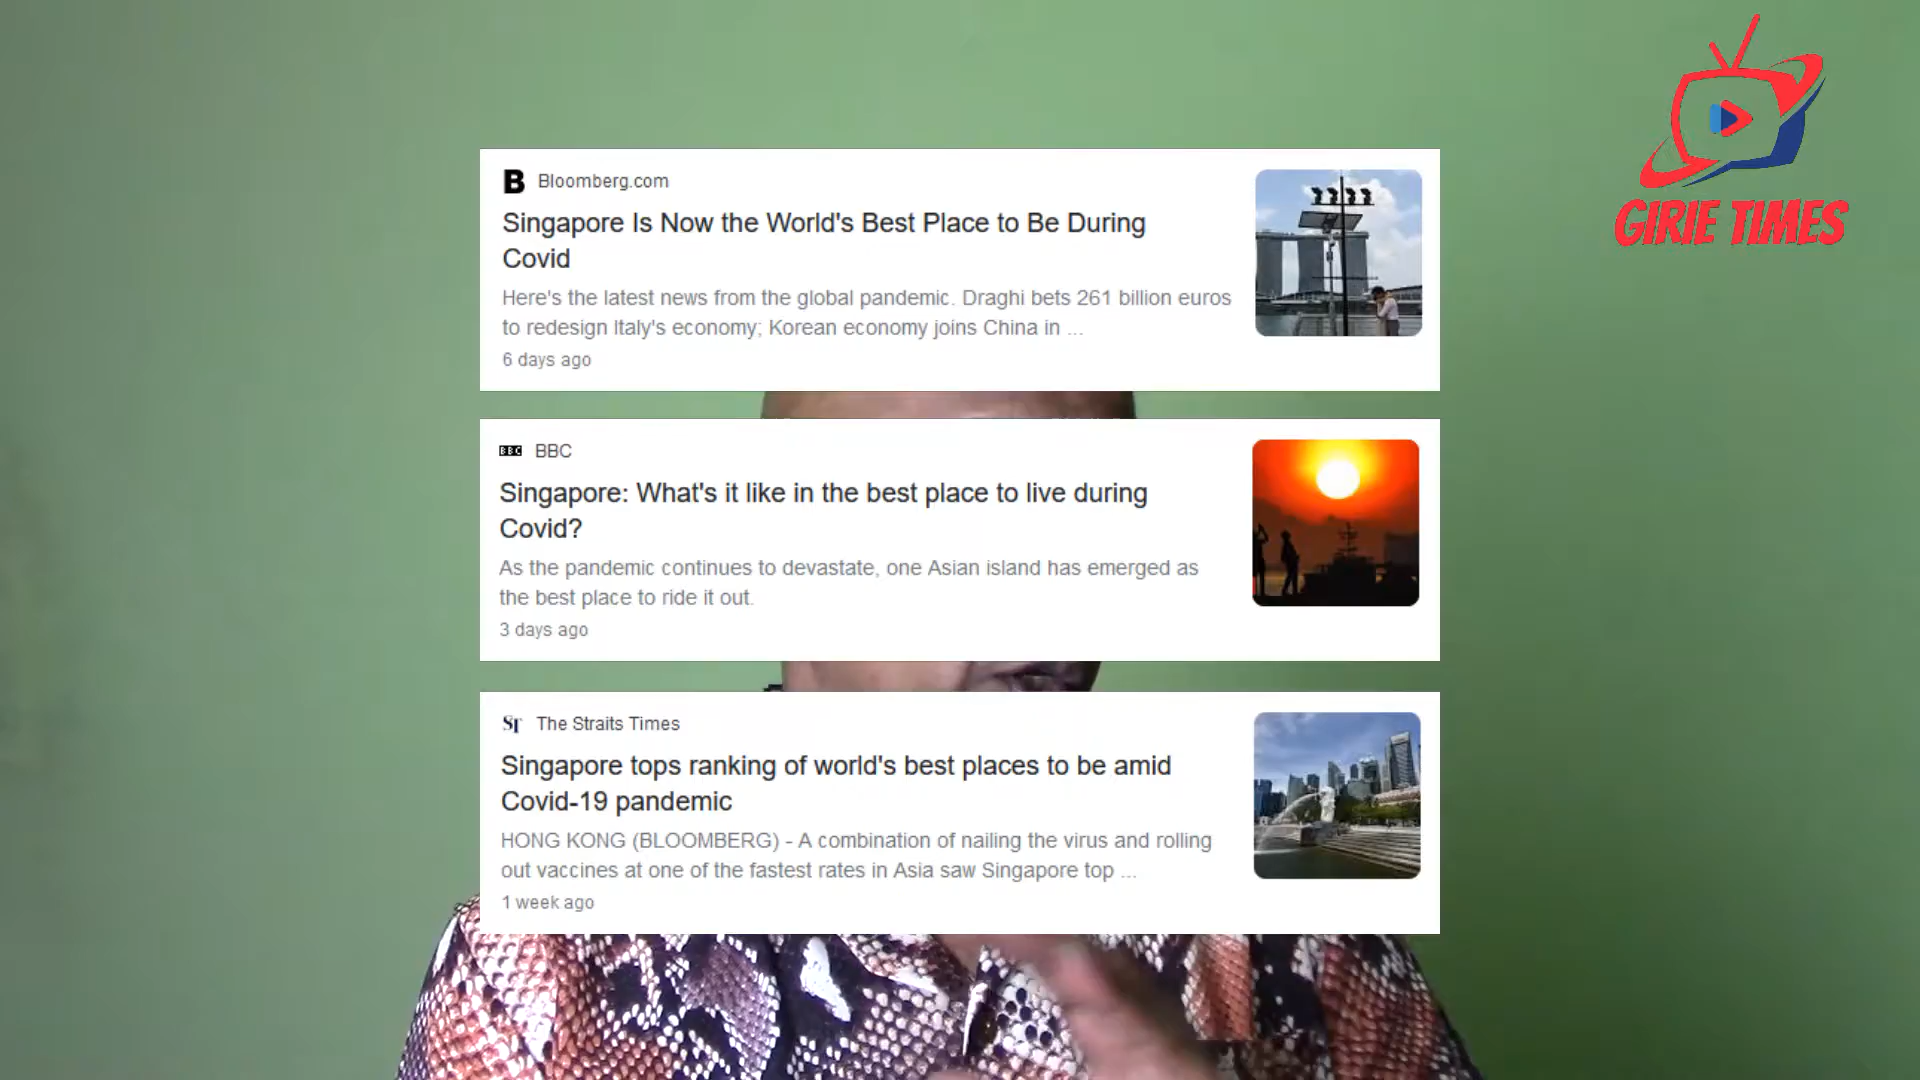 GIRIE TIMES
B Bloomberg.com
Singapore Is Now the World's Best Place to Be During
Covid
Here's the latest news from the global pandemic. Draghi bets 261 billion euros
to redesign Italy's economy; Korean economy joins China in ...
6 days ago
BBC BBC
Singapore: What's it like in the best place to live during
Covid?
As the pandemic continues to devastate, one Asian island has emerged as
the best place to ride it out.
3 days ago
ST The Straits Times
Singapore tops ranking of world's best places to be amid
Covid-19 pandemic
HONG KONG (BLOOMBERG) - A combination of nailing the virus and rolling
out vaccines at one of the fastest rates in Asia saw Singapore top ...
1 week ago